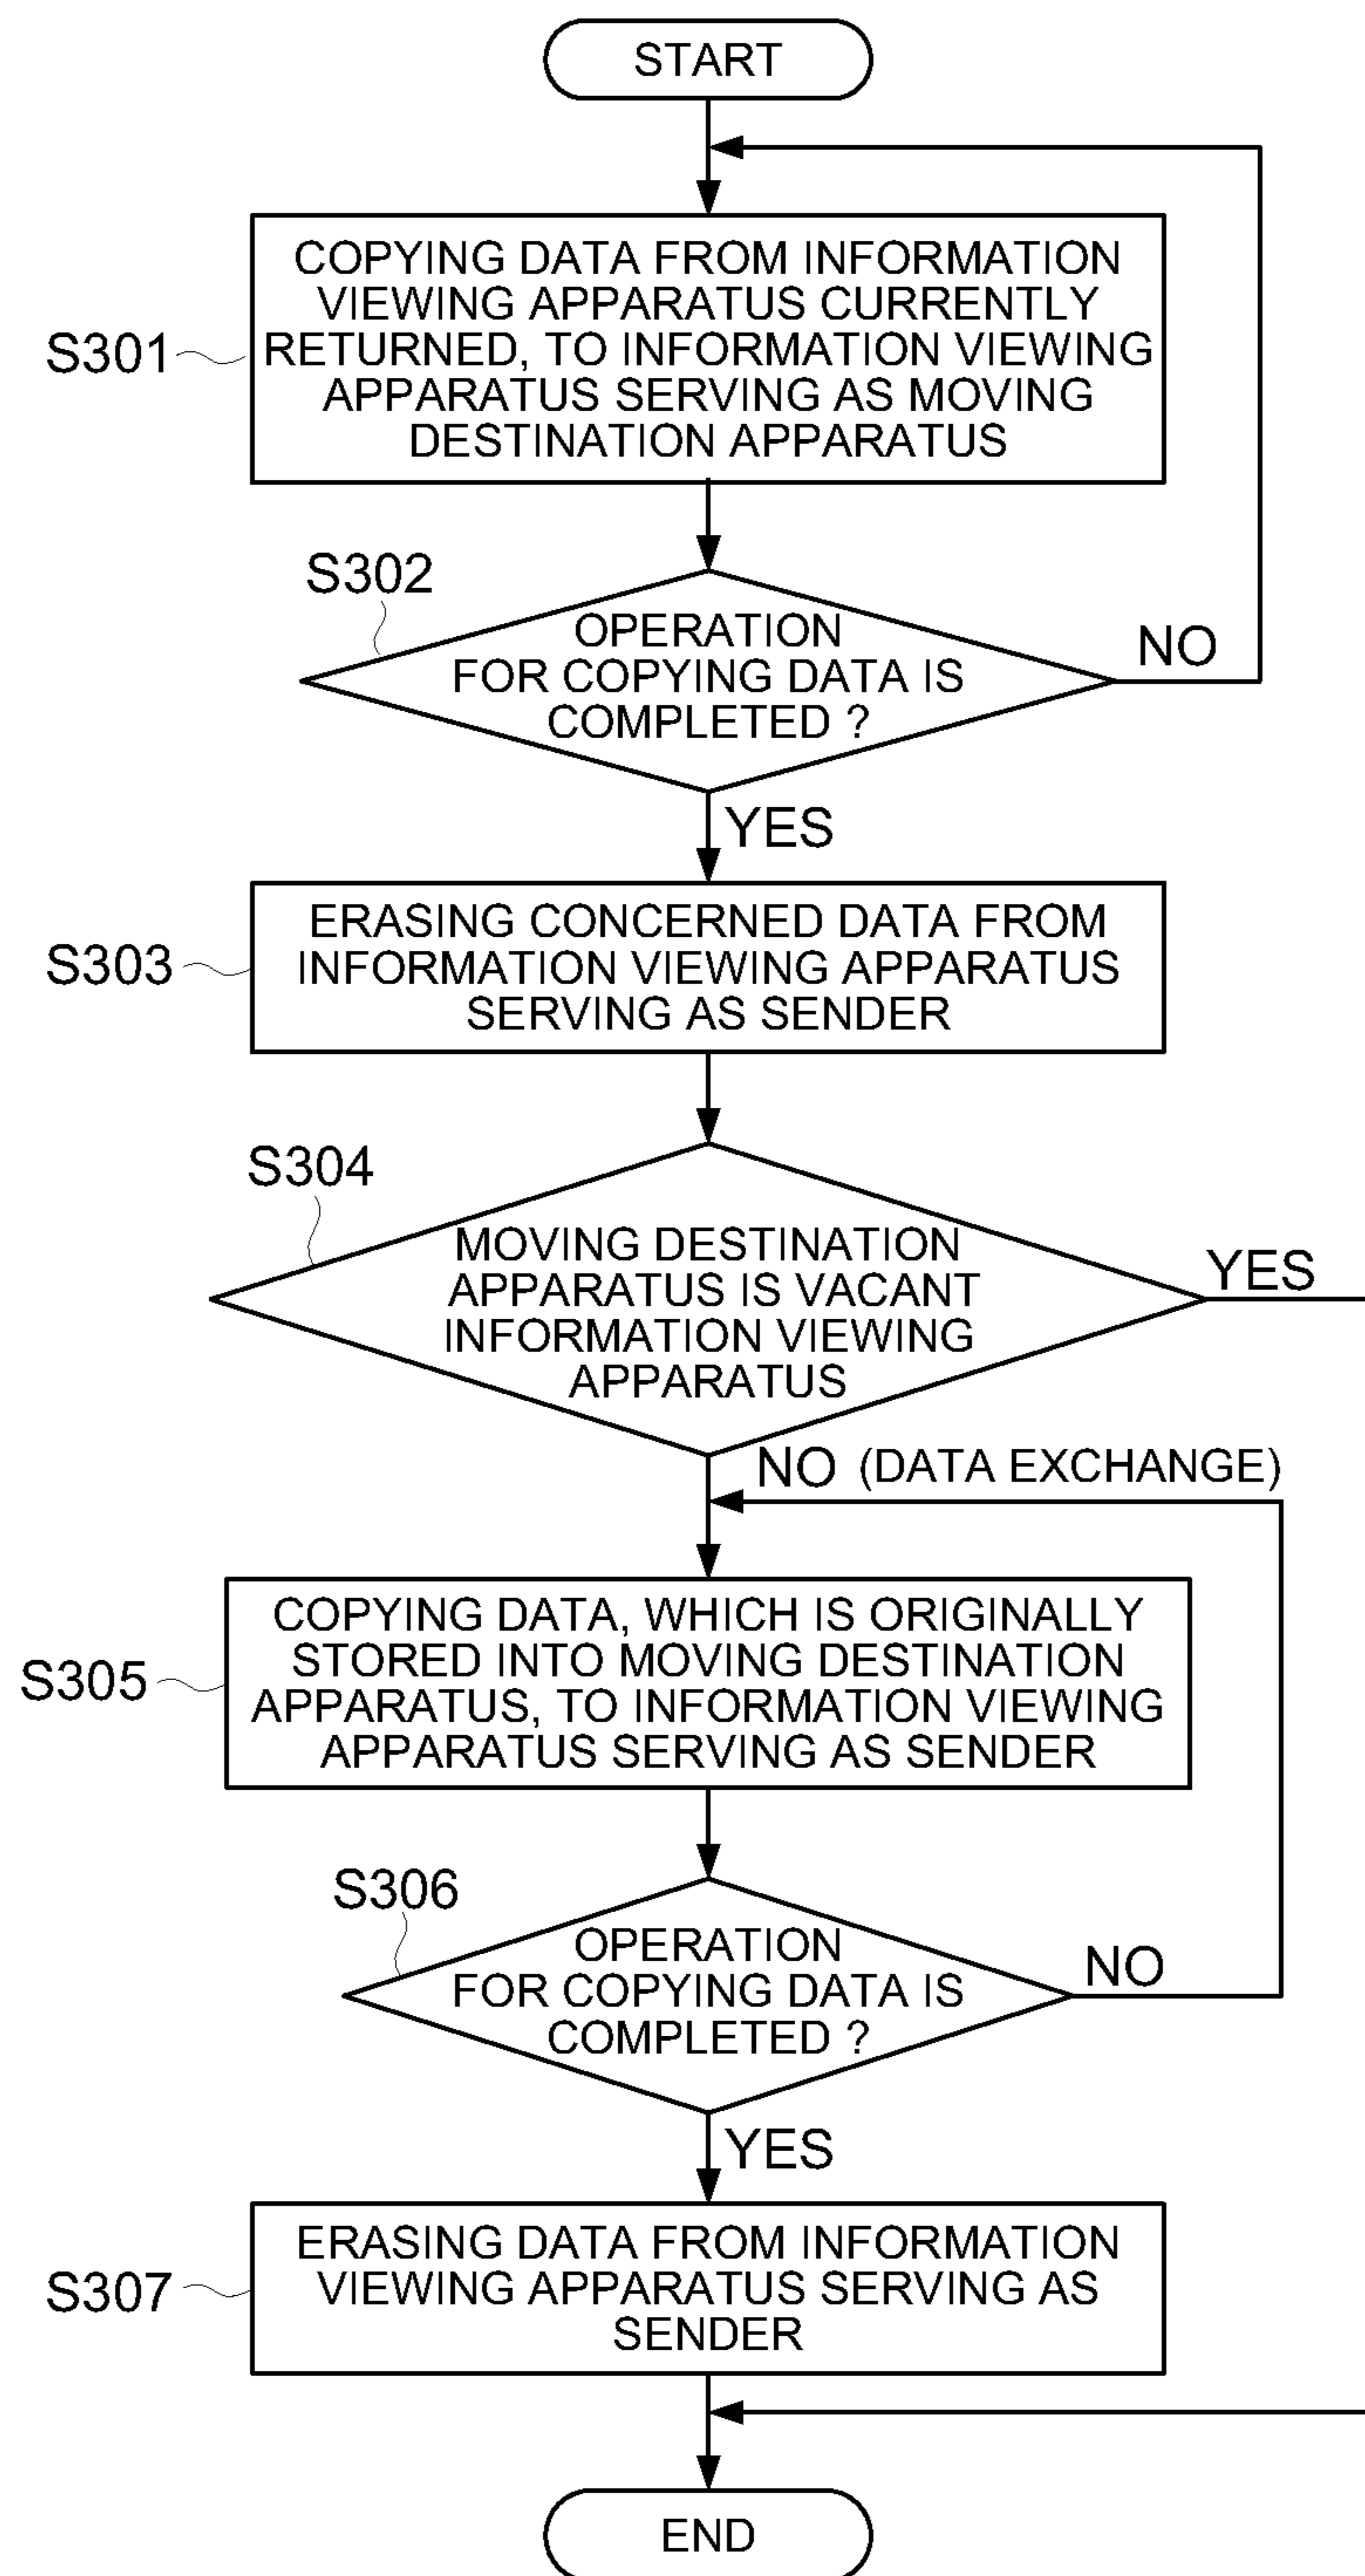 START
COPYING DATA FROM INFORMATION
VIEWING APPARATUS CURRENTLY
RETURNED, TO INFORMATION VIEWING
APPARATUS SERVING AS MOVING
DESTINATION APPARATUS
S301
S302
OPERATION
FOR COPYING DATA IS
COMPLETED ?
NO
YES
ERASING CONCERNED DATA FROM
INFORMATION VIEWING APPARATUS
SERVING AS SENDER
S303
S304
MOVING DESTINATION
APPARATUS IS VACANT
INFORMATION VIEWING
APPARATUS
YES
NO (DATA EXCHANGE)
COPYING DATA, WHICH IS ORIGINALLY
STORED INTO MOVING DESTINATION
APPARATUS, TO INFORMATION VIEWING
APPARATUS SERVING AS SENDER
S305
S306
OPERATION
FOR COPYING DATA IS
COMPLETED ?
NO
YES
ERASING DATA FROM INFORMATION
VIEWING APPARATUS SERVING AS
SENDER
S307
END